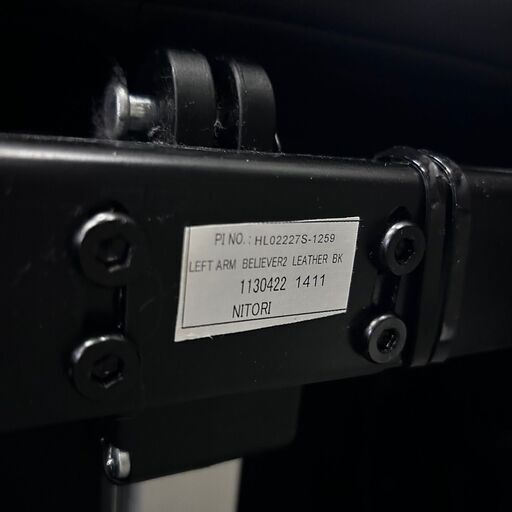 PI NO.: HL02227S-1259
LEFT ARM BELIEVER2 LEATHER BK
1130422 1411
NITORI